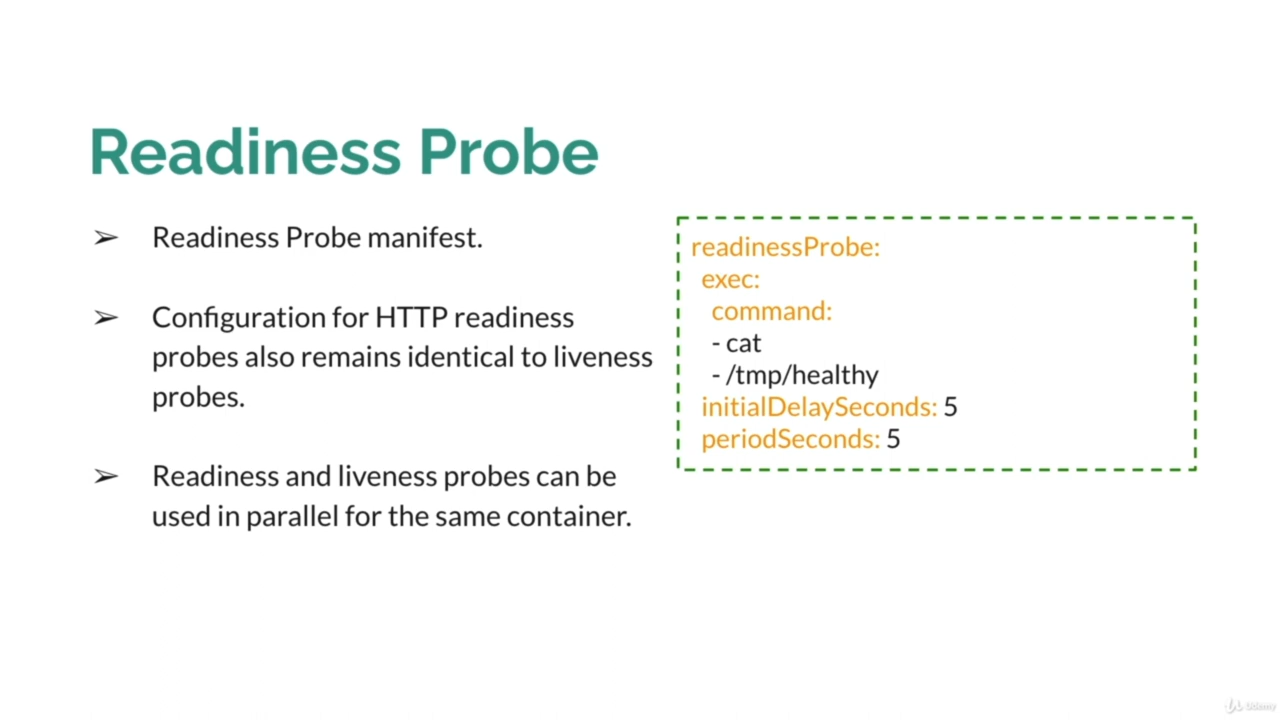 Readiness Probe
➢ Readiness Probe manifest.
➢ Configuration for HTTP readiness
probes also remains identical to liveness
probes.
➢ Readiness and liveness probes can be
used in parallel for the same container.
readinessProbe:
exec:
command:
- cat
- /tmp/healthy
initialDelaySeconds: 5
periodSeconds: 5
Udemy